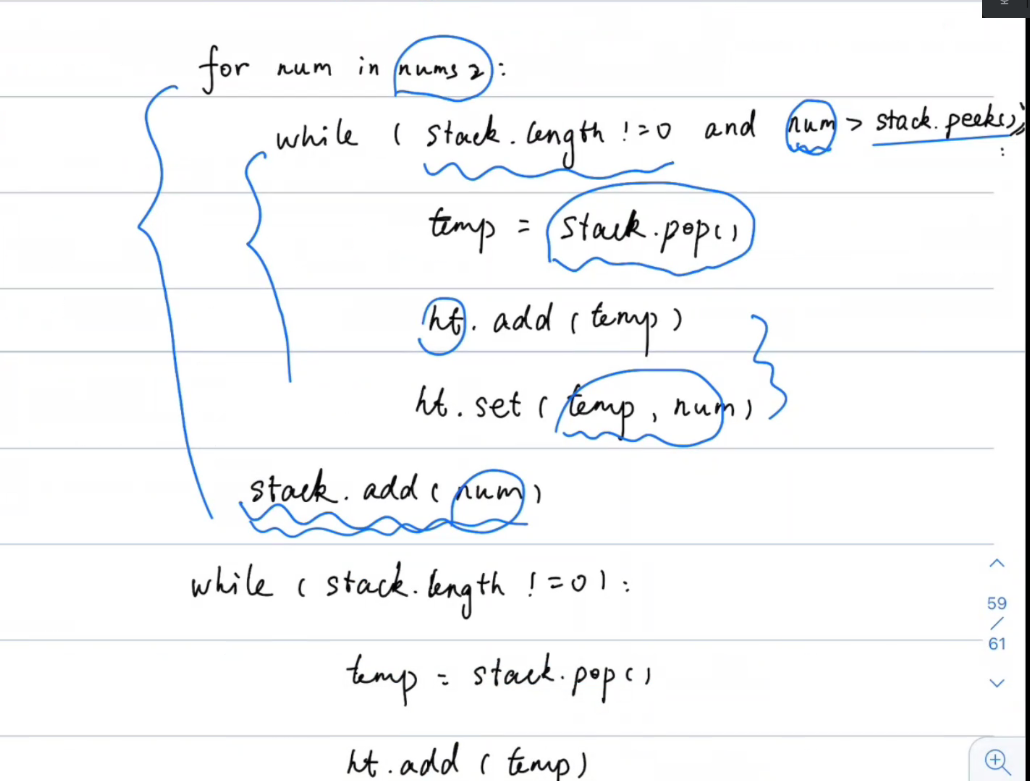 for num in nums2:
while (stack.length != 0 and num > stack.peek()):
temp = stack.pop()
ht.add(temp)
ht.set(temp, num)
stack.add(num)
while (stack.length != 0):
temp = stack.pop()
ht.add(temp)
59
/
61